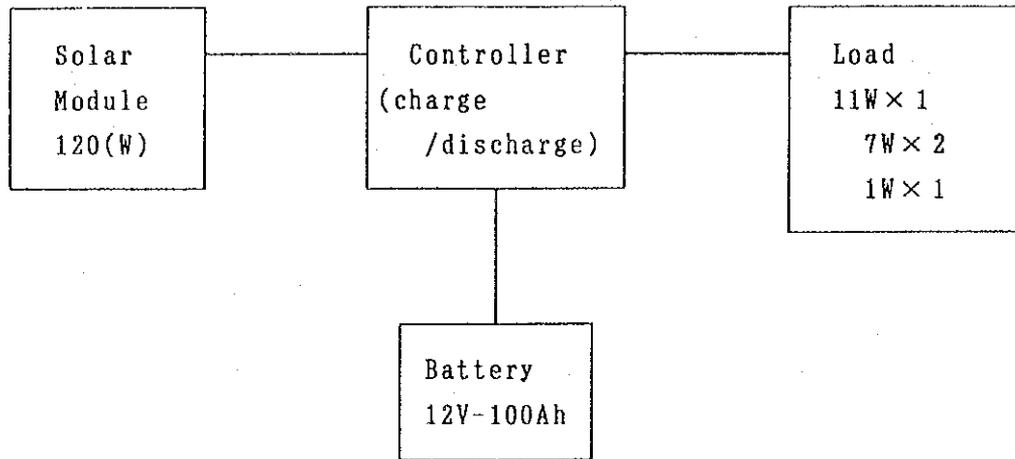 Solar
Module
120(W)
Controller
(charge
/discharge)
Load
11W×1
7W×2
1W×1
Battery
12V-100Ah